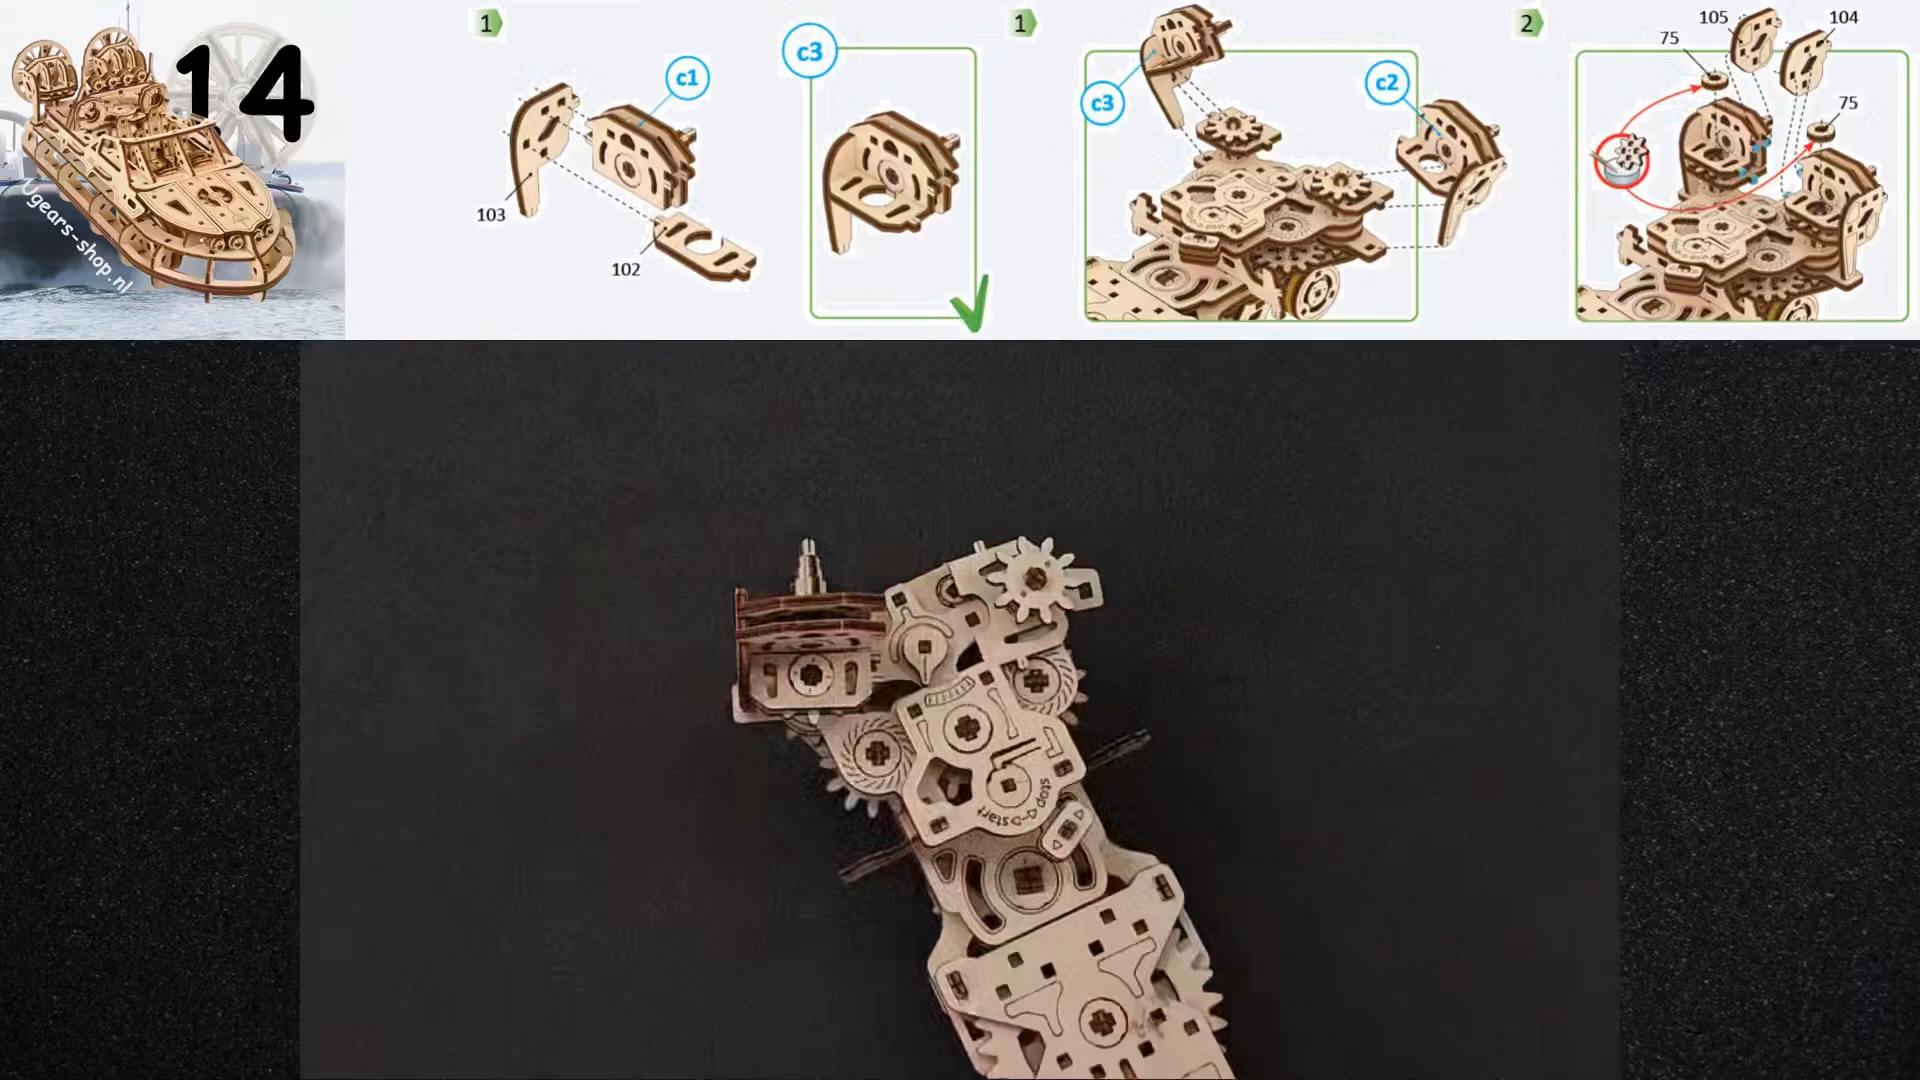 14
Ugears-shop.nl
1
c1
103
102
c3
1
c3
c2
2
105
104
75
75
stop
start